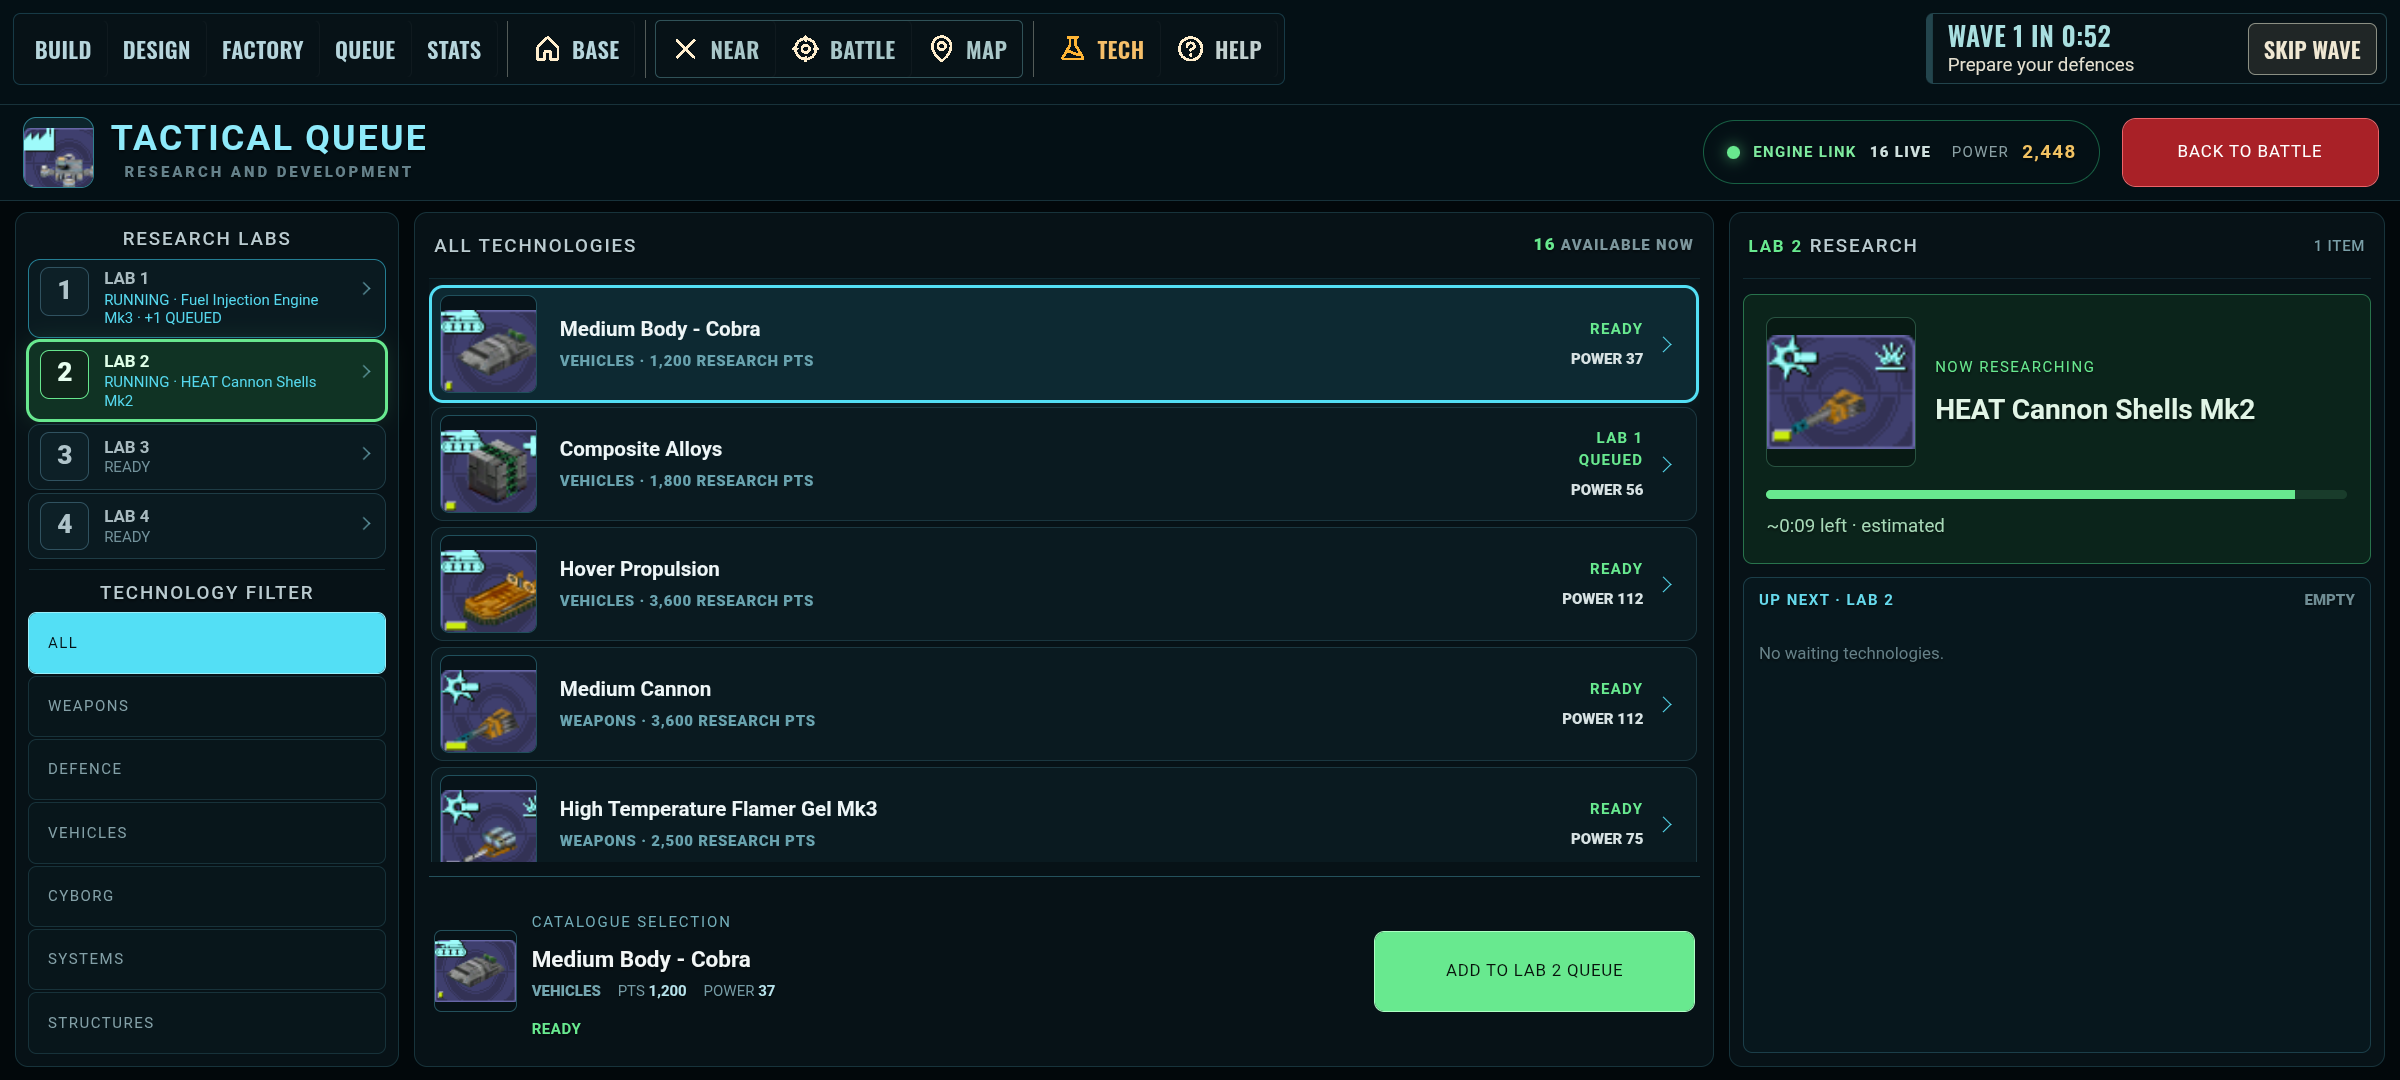 BUILD DESIGN FACTORY QUEUE STATS BASE NEAR BATTLE MAP TECH HELP
WAVE 1 IN 0:52
Prepare your defences
SKIP WAVE
TACTICAL QUEUE
RESEARCH AND DEVELOPMENT
ENGINE LINK 16 LIVE POWER 2,448
BACK TO BATTLE
RESEARCH LABS
1
LAB 1
RUNNING · Fuel Injection Engine
Mk3 · +1 QUEUED
2
LAB 2
RUNNING · HEAT Cannon Shells
Mk2
3
LAB 3
READY
4
LAB 4
READY
TECHNOLOGY FILTER
ALL
WEAPONS
DEFENCE
VEHICLES
CYBORG
SYSTEMS
STRUCTURES
ALL TECHNOLOGIES
16 AVAILABLE NOW
Medium Body - Cobra
VEHICLES · 1,200 RESEARCH PTS
READY
POWER 37
Composite Alloys
VEHICLES · 1,800 RESEARCH PTS
LAB 1
QUEUED
POWER 56
Hover Propulsion
VEHICLES · 3,600 RESEARCH PTS
READY
POWER 112
Medium Cannon
WEAPONS · 3,600 RESEARCH PTS
READY
POWER 112
High Temperature Flamer Gel Mk3
WEAPONS · 2,500 RESEARCH PTS
READY
POWER 75
CATALOGUE SELECTION
Medium Body - Cobra
VEHICLES PTS 1,200 POWER 37
READY
ADD TO LAB 2 QUEUE
LAB 2 RESEARCH
1 ITEM
NOW RESEARCHING
HEAT Cannon Shells Mk2
~0:09 left · estimated
UP NEXT · LAB 2
EMPTY
No waiting technologies.